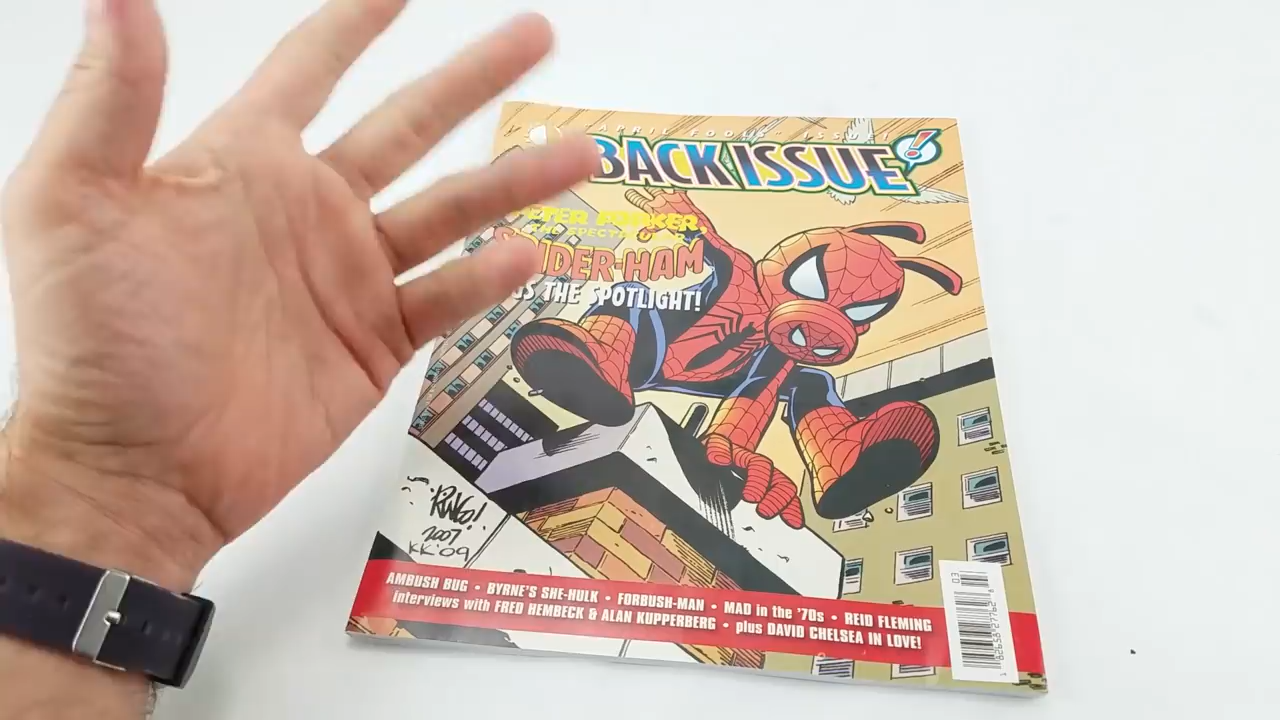 APRIL FOOLS' ISSUE!
BACK ISSUE!
PORKER,
THE SPECTACULAR
SPIDER-HAM
THE SPOTLIGHT!
RINGO!
2007
KK '09
AMBUSH BUG • BYRNE'S SHE-HULK • FORBUSH-MAN • MAD in the '70s • REID FLEMING
interviews with FRED HEMBECK & ALAN KUPPERBERG • plus DAVID CHELSEA IN LOVE!
03